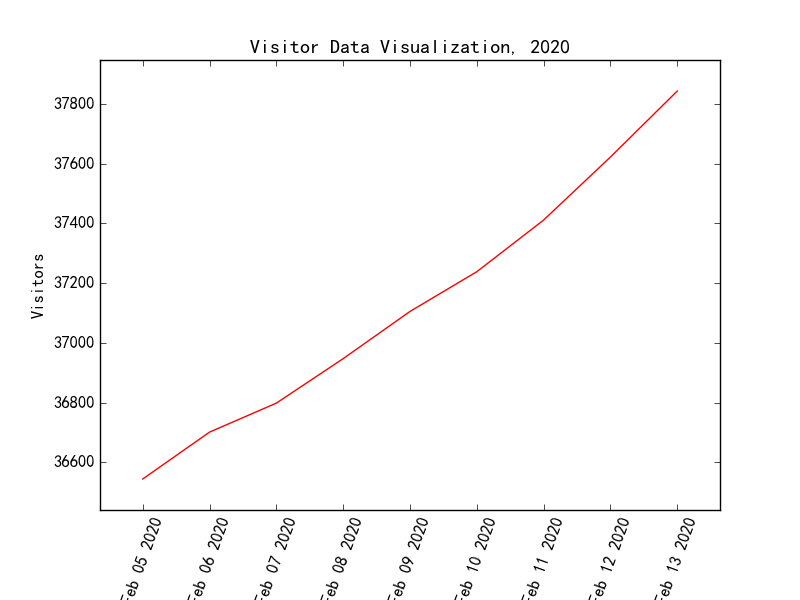 Visitor Data Visualization, 2020
37800
37600
37400
37200
37000
36800
36600
Visitors
Feb 05 2020
Feb 06 2020
Feb 07 2020
Feb 08 2020
Feb 09 2020
Feb 10 2020
Feb 11 2020
Feb 12 2020
Feb 13 2020